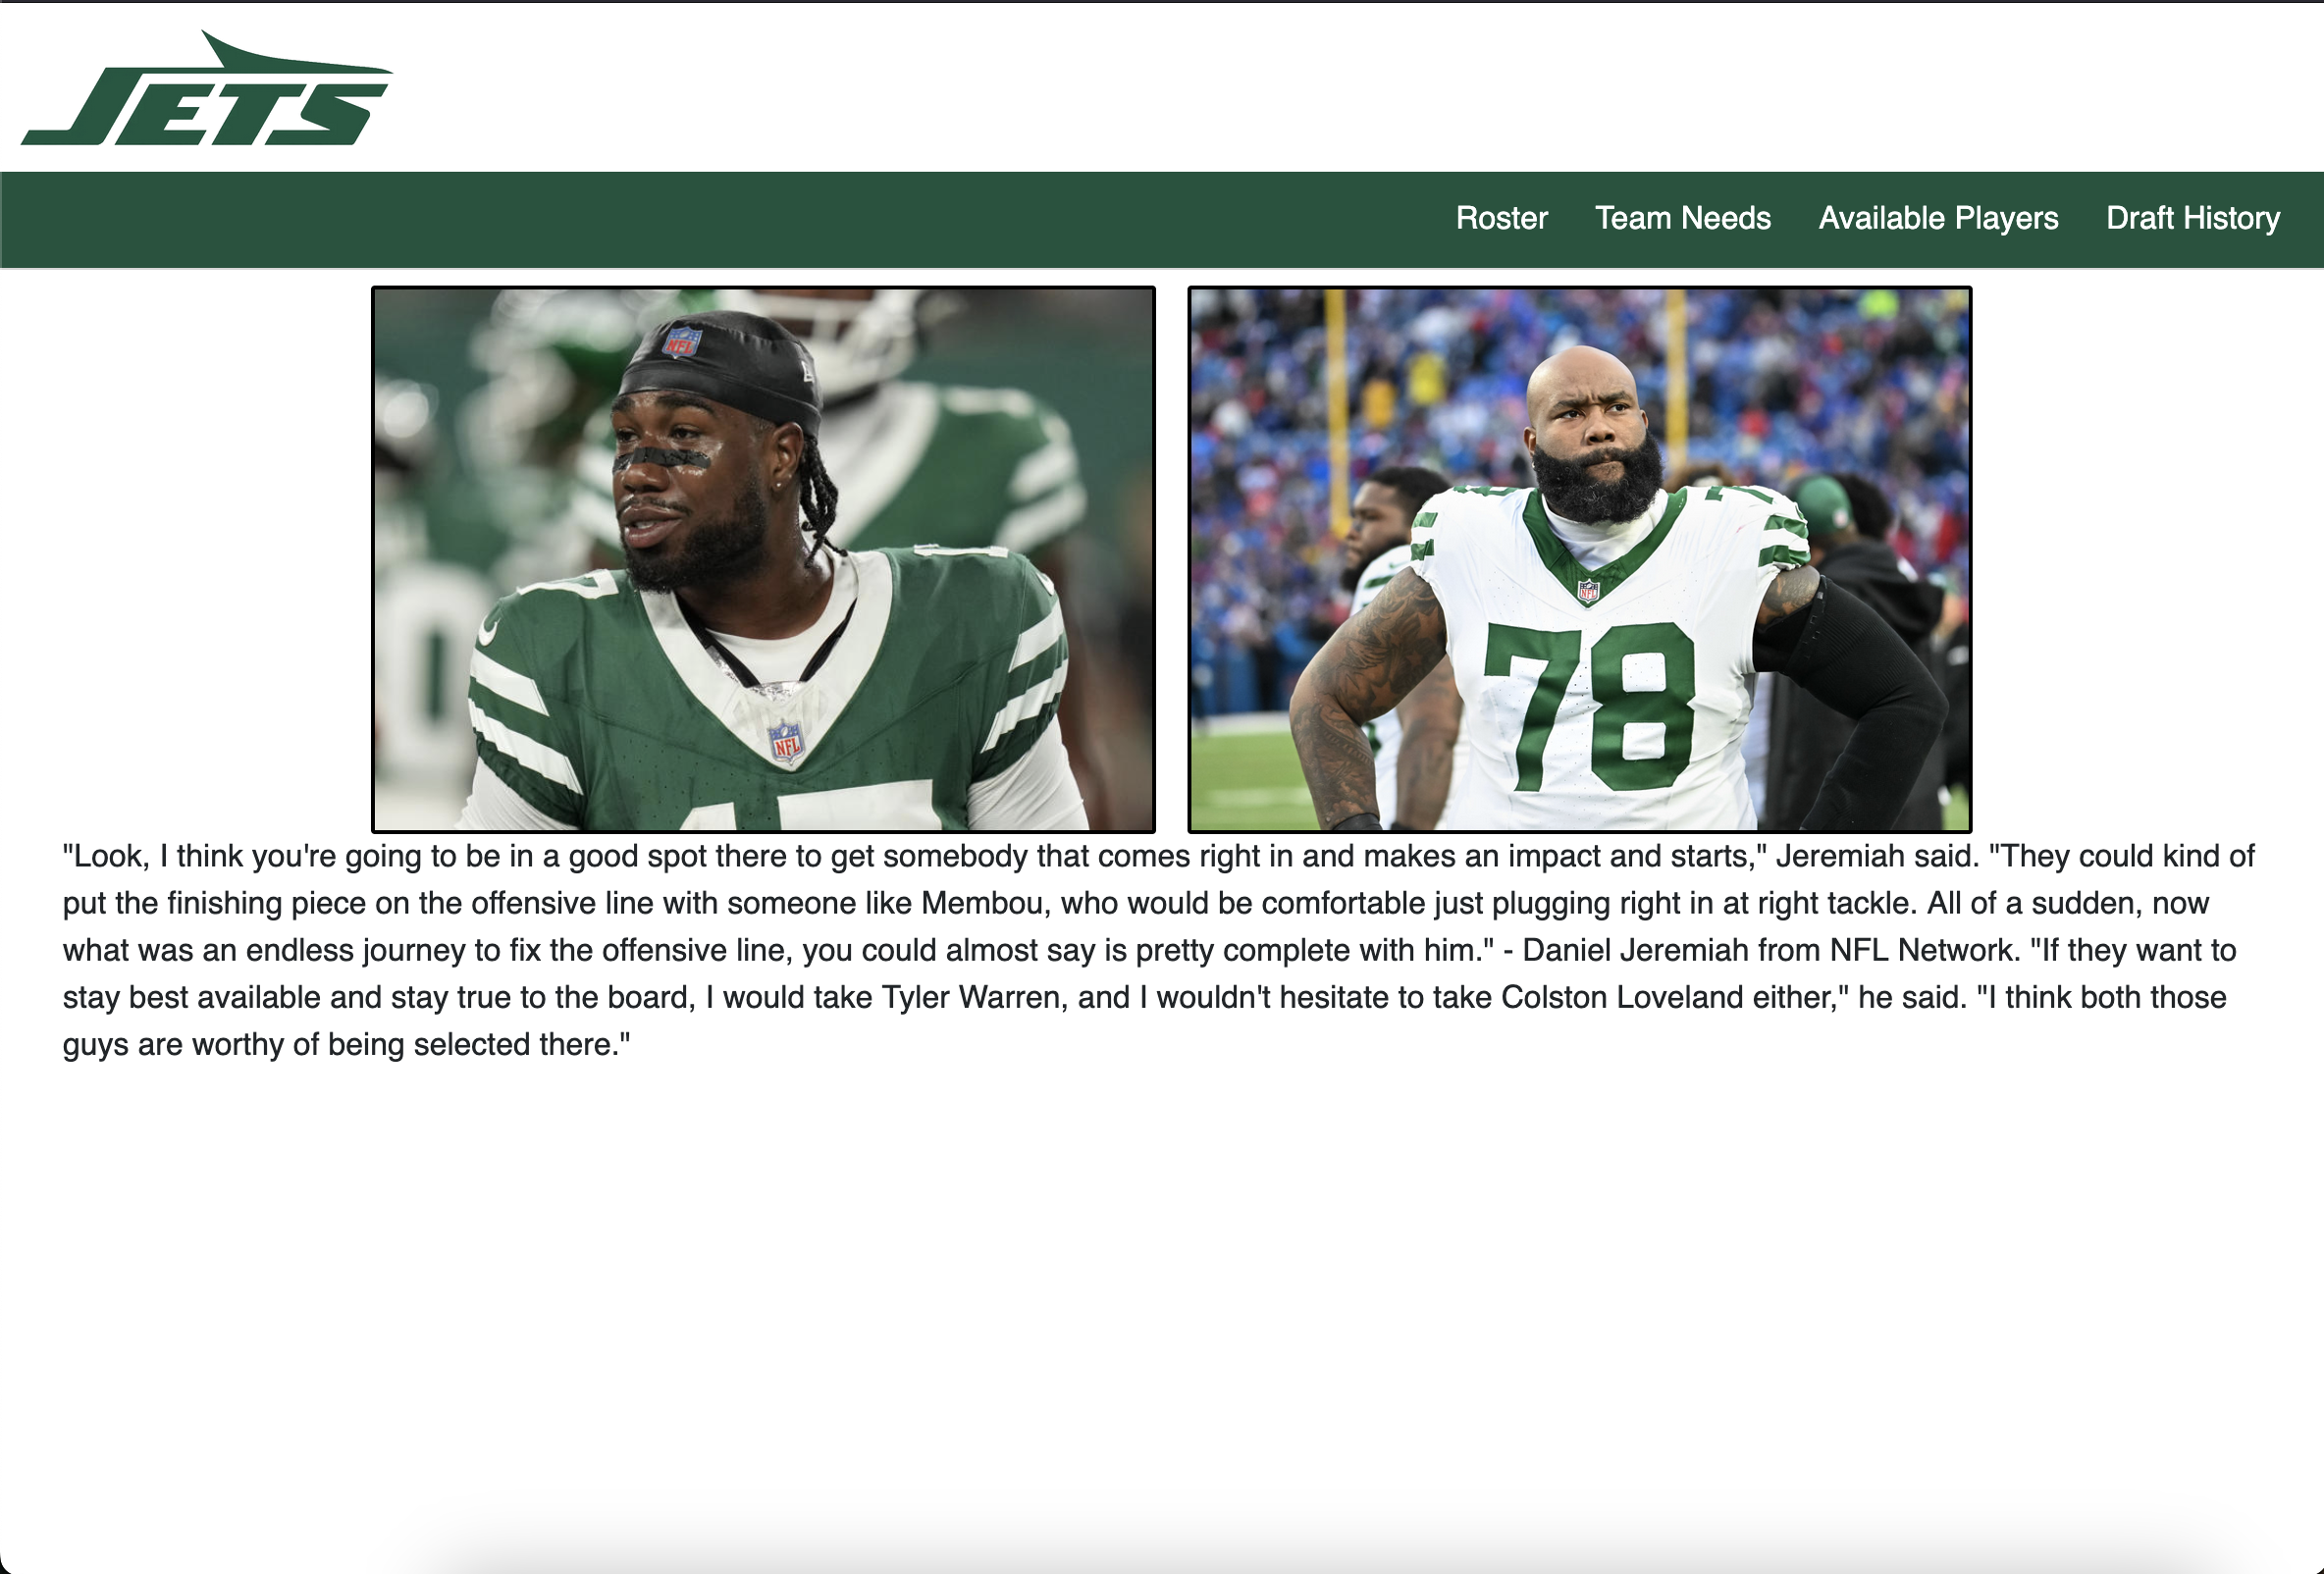 JETS
Roster Team Needs Available Players Draft History
NFL
NFL
NFL
78
"Look, I think you're going to be in a good spot there to get somebody that comes right in and makes an impact and starts," Jeremiah said. "They could kind of
put the finishing piece on the offensive line with someone like Membou, who would be comfortable just plugging right in at right tackle. All of a sudden, now
what was an endless journey to fix the offensive line, you could almost say is pretty complete with him." - Daniel Jeremiah from NFL Network. "If they want to
stay best available and stay true to the board, I would take Tyler Warren, and I wouldn't hesitate to take Colston Loveland either," he said. "I think both those
guys are worthy of being selected there."